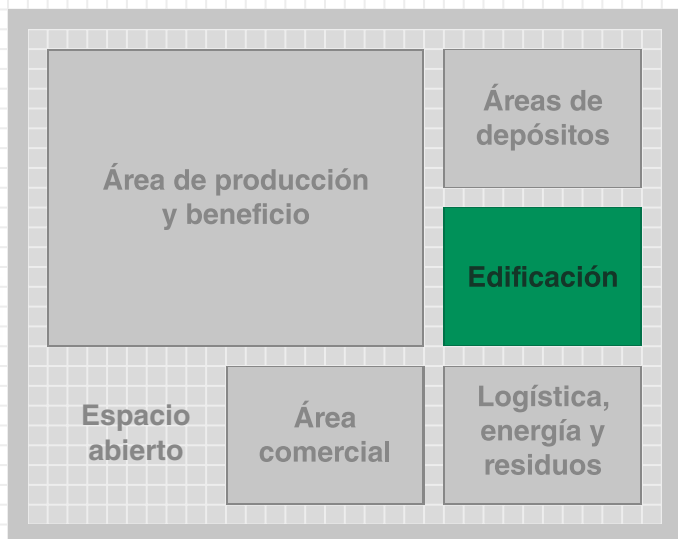 Área de producción
y beneficio
Áreas de
depósitos
Edificación
Espacio
abierto
Área
comercial
Logística,
energía y
residuos